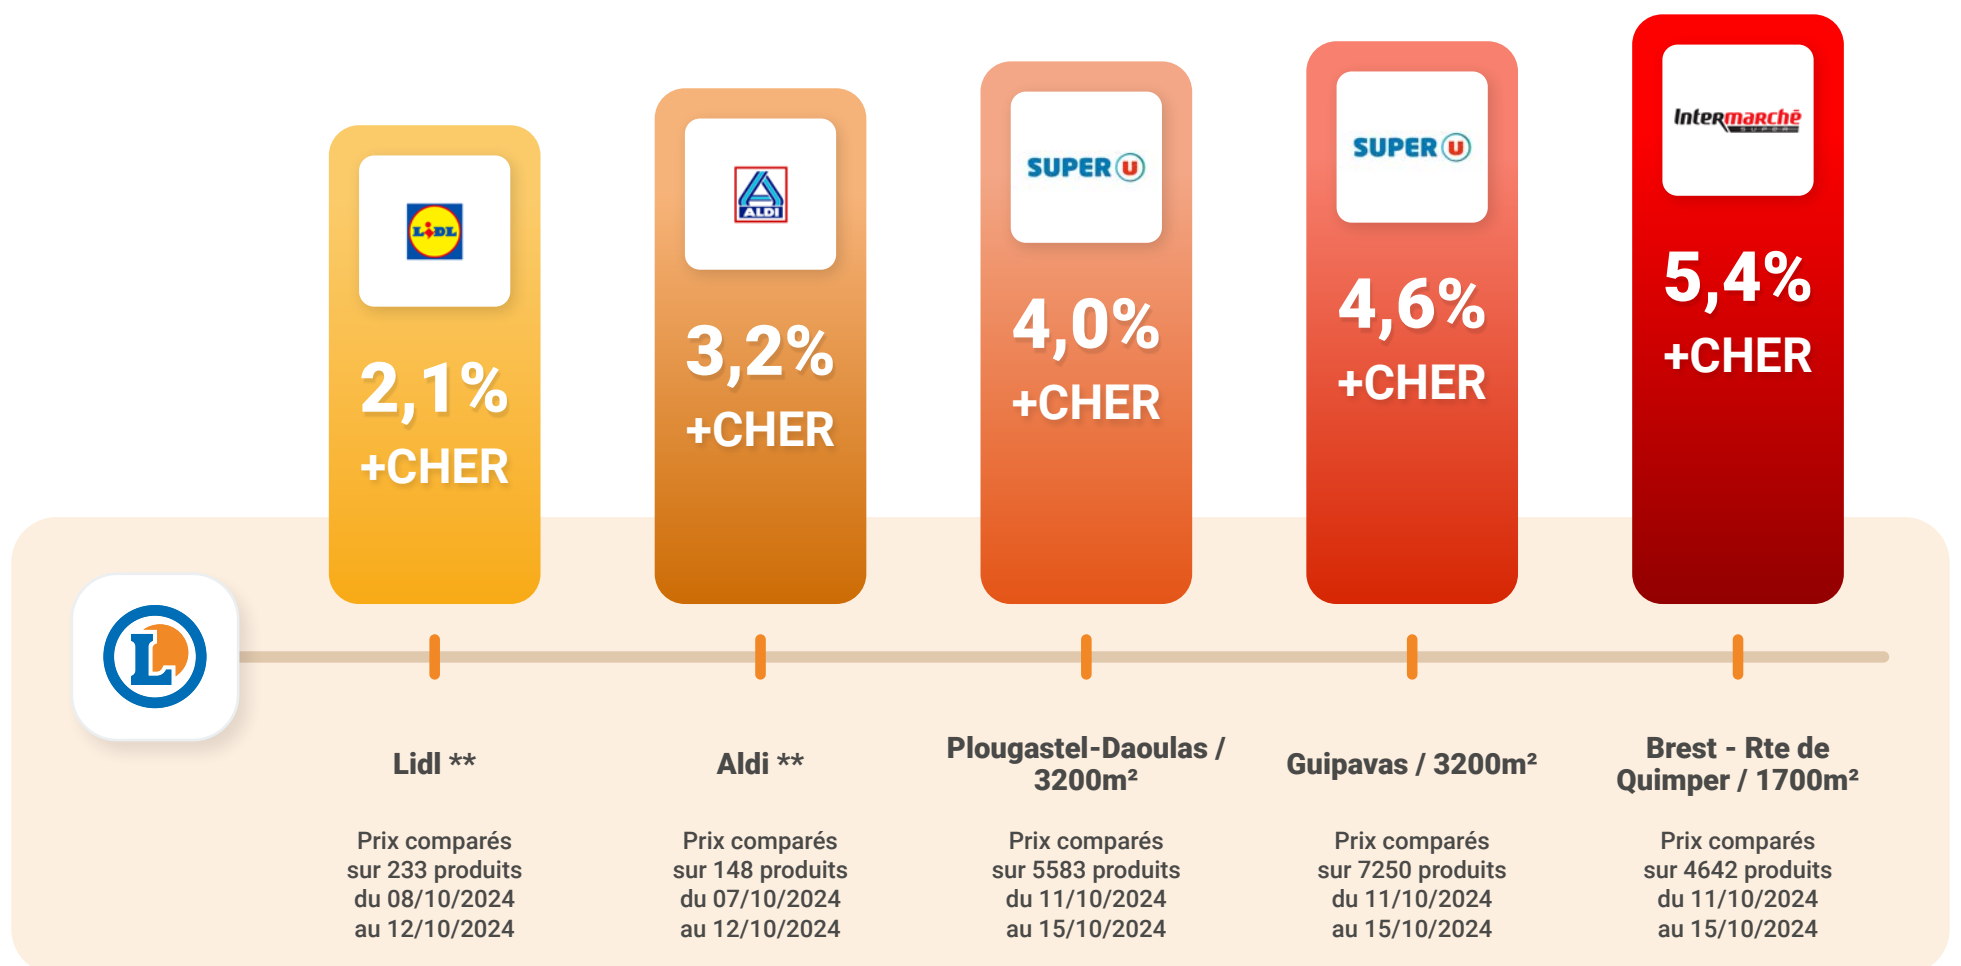 LIDL
2,1%
+CHER
ALDI
3,2%
+CHER
SUPER U
4,0%
+CHER
SUPER U
4,6%
+CHER
Intermarchē
SUPER
5,4%
+CHER
L
Lidl **
Prix comparés
sur 233 produits
du 08/10/2024
au 12/10/2024
Aldi **
Prix comparés
sur 148 produits
du 07/10/2024
au 12/10/2024
Plougastel-Daoulas /
3200m²
Prix comparés
sur 5583 produits
du 11/10/2024
au 15/10/2024
Guipavas / 3200m²
Prix comparés
sur 7250 produits
du 11/10/2024
au 15/10/2024
Brest - Rte de
Quimper / 1700m²
Prix comparés
sur 4642 produits
du 11/10/2024
au 15/10/2024